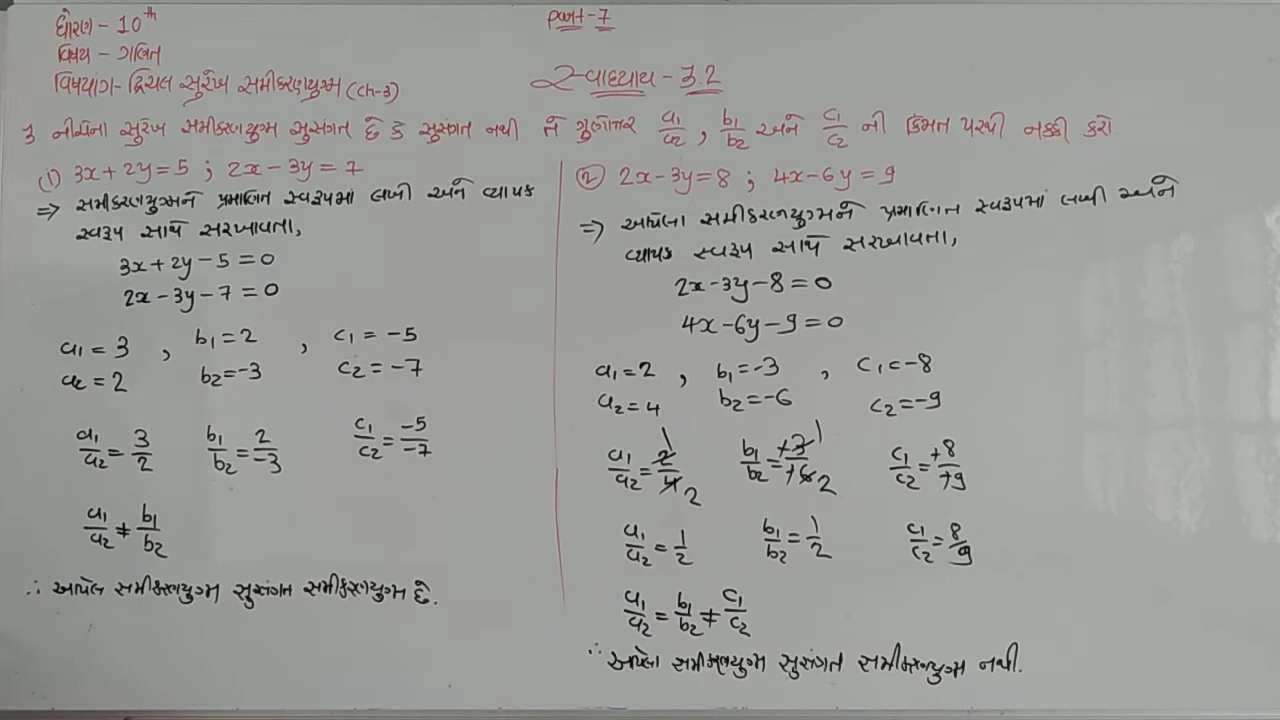 ધોરણ - 10th
Part - 7
વિષય - ગણિત
વિષયાંગ - દ્વિચલ સુરેખ સમીકરણયુગ્મ (ch-3)
સ્વાધ્યાય - 3.2
3 નીચેના સુરેખ સમીકરણયુગ્મ સુસંગત છે કે સુસંગત નથી તે ગુણોત્તર a1/a2 , b1/b2 અને c1/c2 ની કિંમત પરથી નક્કી કરો
(1) 3x + 2y = 5 ; 2x - 3y = 7
⇒ સમીકરણયુગ્મને પ્રમાણિત સ્વરૂપમાં લખી અને વ્યાપક
સ્વરૂપ સાથે સરખાવતા,
3x + 2y - 5 = 0
2x - 3y - 7 = 0
a1 = 3 , b1 = 2 , c1 = -5
a2 = 2 b2 = -3 c2 = -7
a1/a2 = 3/2 b1/b2 = 2/-3 c1/c2 = -5/-7
a1/a2 ≠ b1/b2
∴ આપેલ સમીકરણયુગ્મ સુસંગત સમીકરણયુગ્મ છે.
(2) 2x - 3y = 8 ; 4x - 6y = 9
⇒ આપેલા સમીકરણયુગ્મને પ્રમાણિત સ્વરૂપમાં લખી અને
વ્યાપક સ્વરૂપ સાથે સરખાવતા,
2x - 3y - 8 = 0
4x - 6y - 9 = 0
a1 = 2 , b1 = -3 , c1 = -8
a2 = 4 b2 = -6 c2 = -9
a1/a2 = 2/4 1 2 b1/b2 = +3/+6 1 2 c1/c2 = +8/+9
a1/a2 = 1/2 b1/b2 = 1/2 c1/c2 = 8/9
a1/a2 = b1/b2 ≠ c1/c2
∴ આપેલા સમીકરણયુગ્મ સુસંગત સમીકરણયુગ્મ નથી.